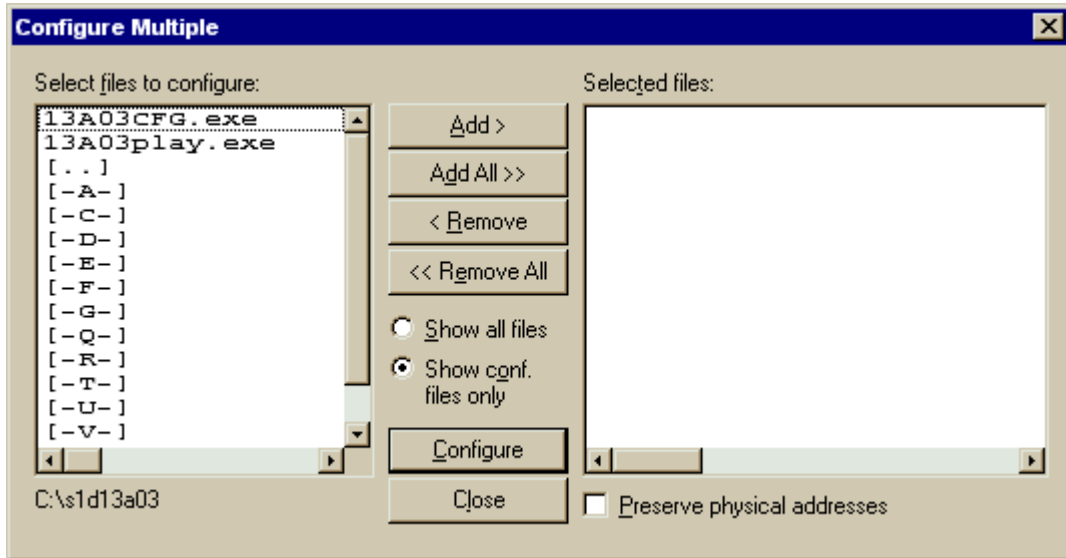 Configure Multiple
Select files to configure:
13A03CFG.exe
13A03play.exe
[..]
[-A-]
[-C-]
[-D-]
[-E-]
[-F-]
[-G-]
[-Q-]
[-R-]
[-T-]
[-U-]
[-V-]
C:\s1d13a03
Add >
Add All >>
< Remove
<< Remove All
Show all files
Show conf.
files only
Configure
Close
Selected files:
Preserve physical addresses